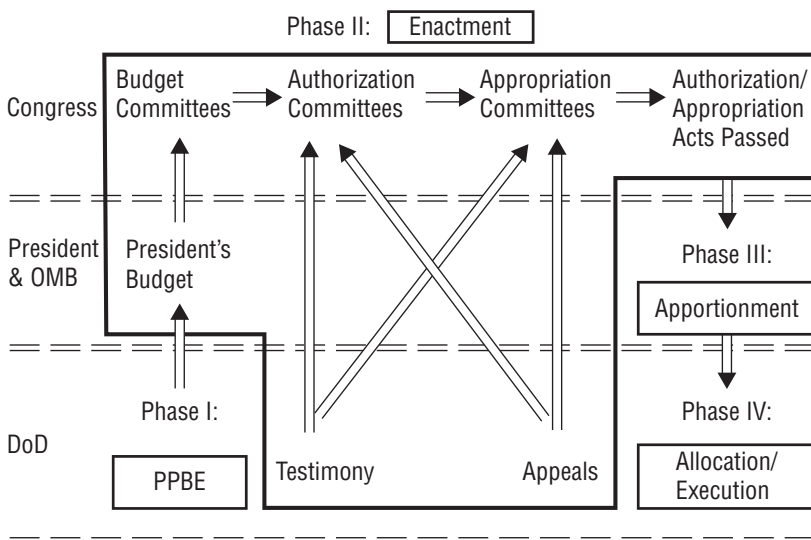 Phase II: Enactment
Congress
Budget
Committees
Authorization
Committees
Appropriation
Committees
Authorization/
Appropriation
Acts Passed
President
& OMB
President's
Budget
Phase III:
Apportionment
DoD
Phase I:
PPBE
Testimony
Appeals
Phase IV:
Allocation/
Execution